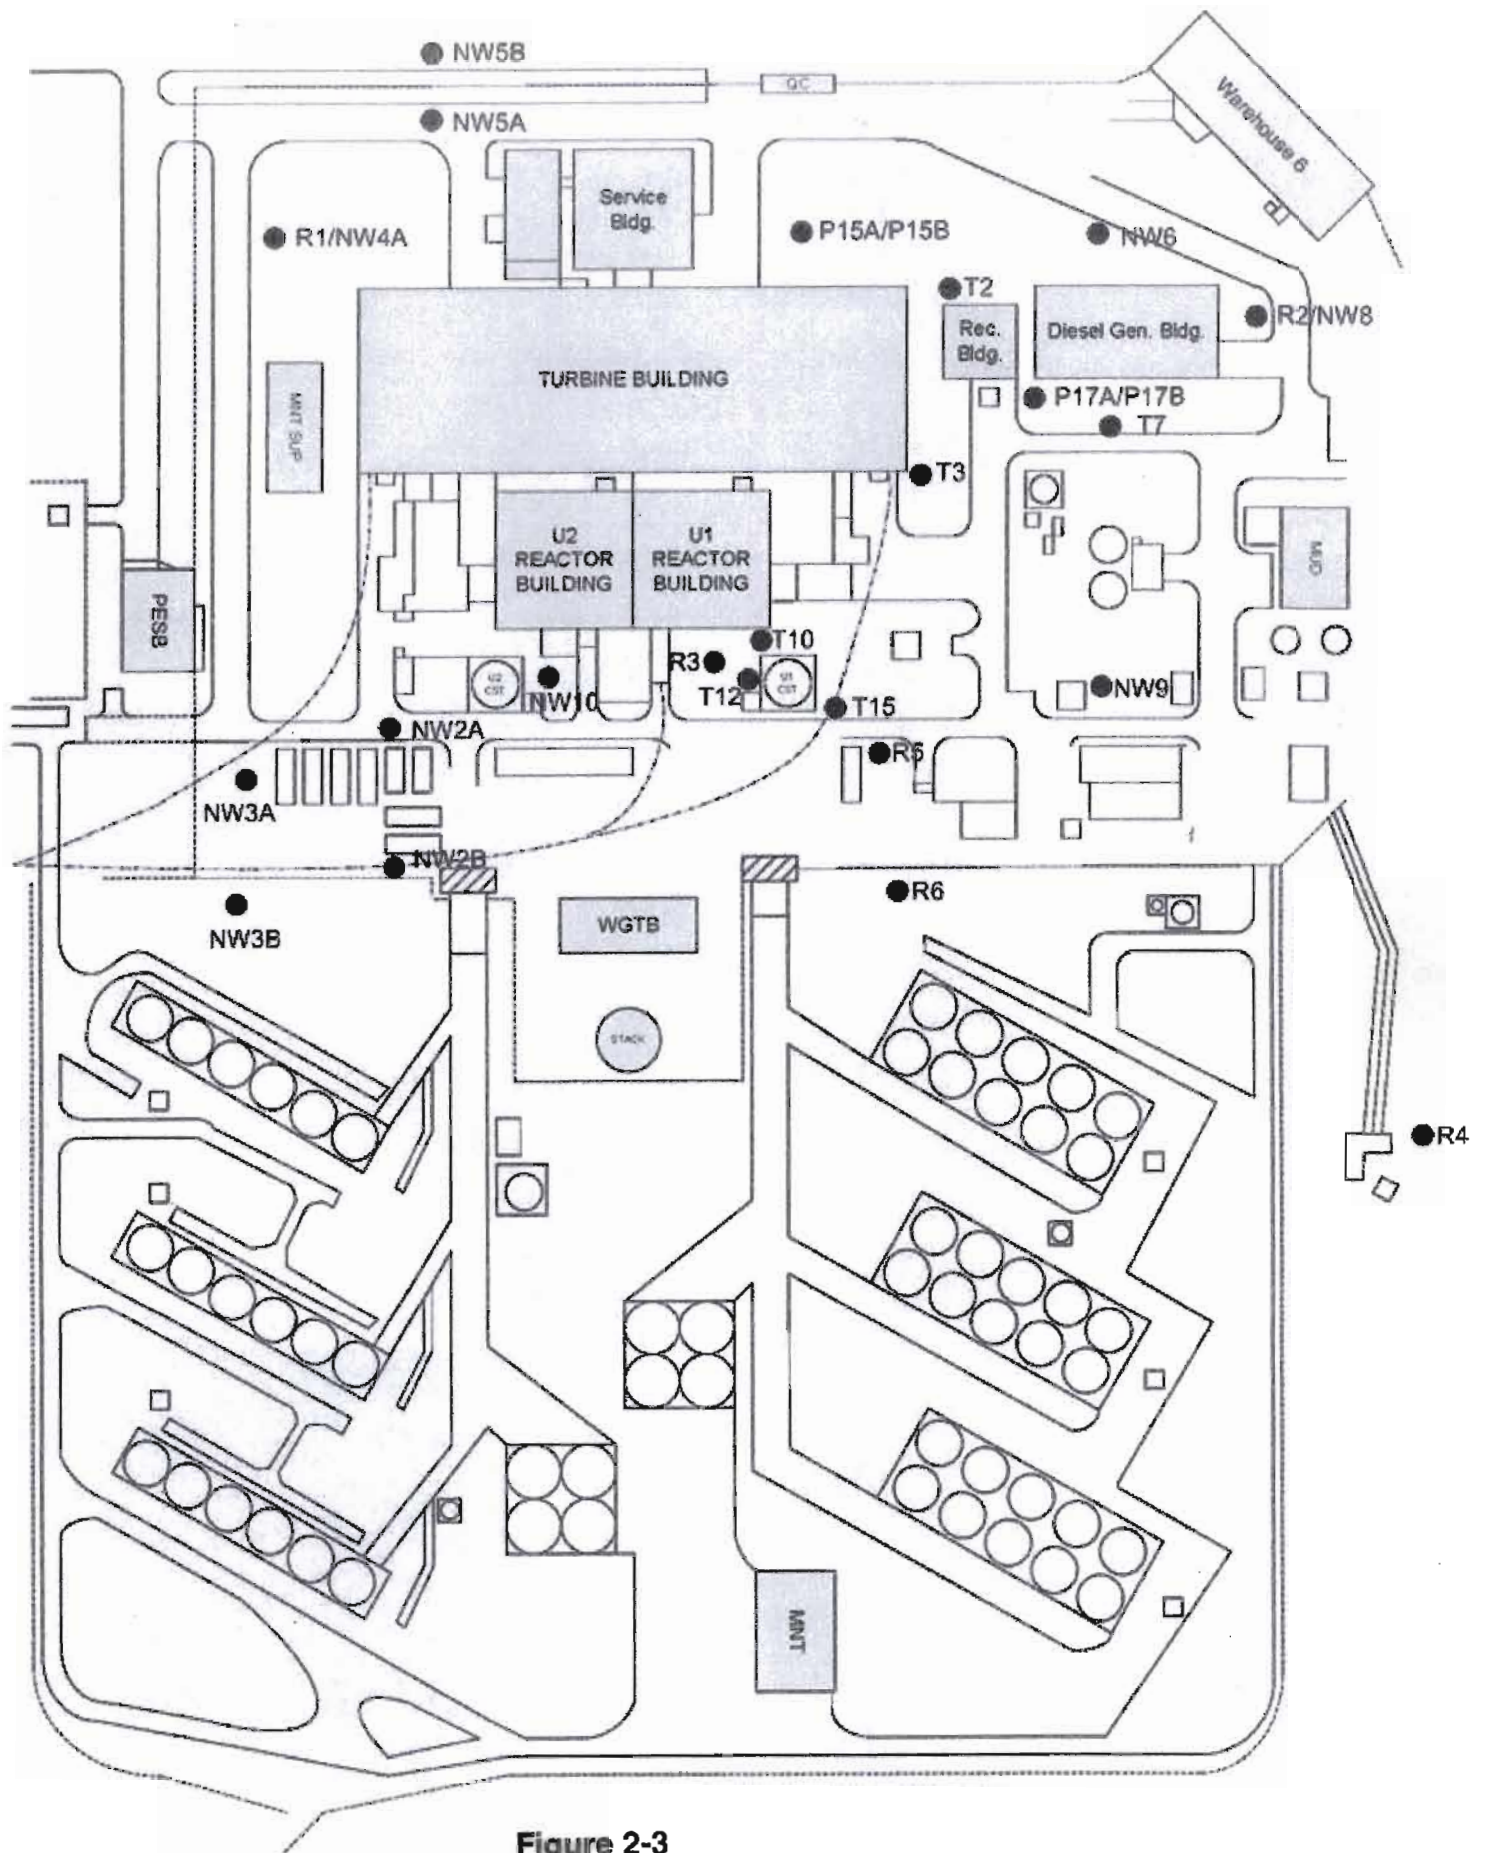 NW5B
QC
NW5A
Warehouse 6
Service
Bldg.
R1/NW4A
P15A/P15B
NW6
T2
R2/NW8
Rec.
Bldg.
Diesel Gen. Bldg.
TURBINE BUILDING
P17A/P17B
T7
MNT SUP
T3
U2
REACTOR
BUILDING
U1
REACTOR
BUILDING
MUD
PESB
T10
R3
U2
CST
NW10
T12
U1
CST
NW9
T15
NW2A
R5
NW3A
NW2B
R6
NW3B
WGTB
STACK
R4
MNT
Figure 2-3